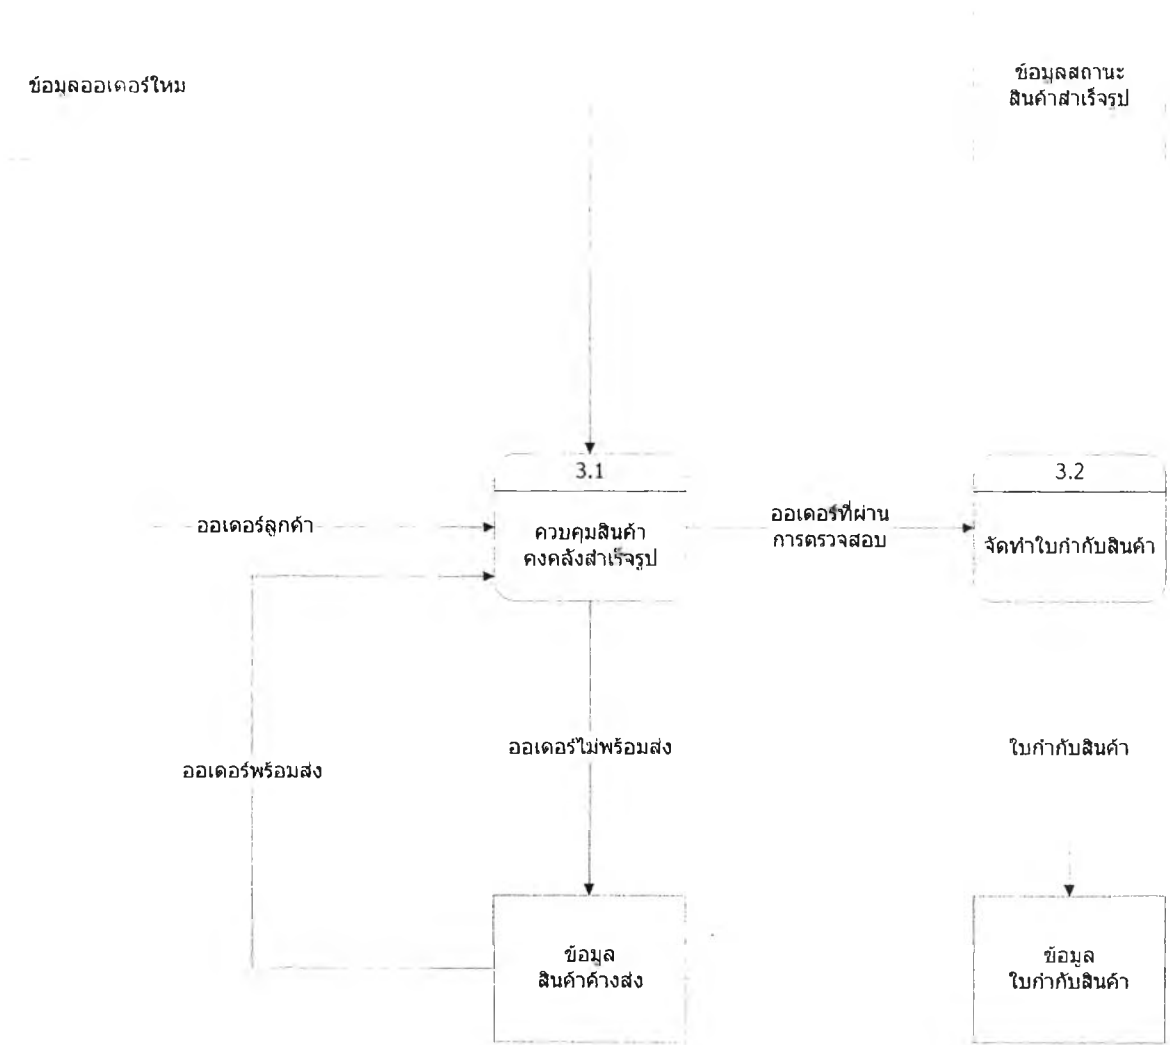 ข้อมูลออเดอร์ใหม่
ข้อมูลสถานะ
สินค้าสำเร็จรูป
3.1
ควบคุมสินค้า
คงคลังสำเร็จรูป
3.2
จัดทำใบกำกับสินค้า
ออเดอร์ลูกค้า
ออเดอร์ที่ผ่าน
การตรวจสอบ
ออเดอร์พร้อมส่ง
ออเดอร์ไม่พร้อมส่ง
ใบกำกับสินค้า
ข้อมูล
สินค้าค้างส่ง
ข้อมูล
ใบกำกับสินค้า